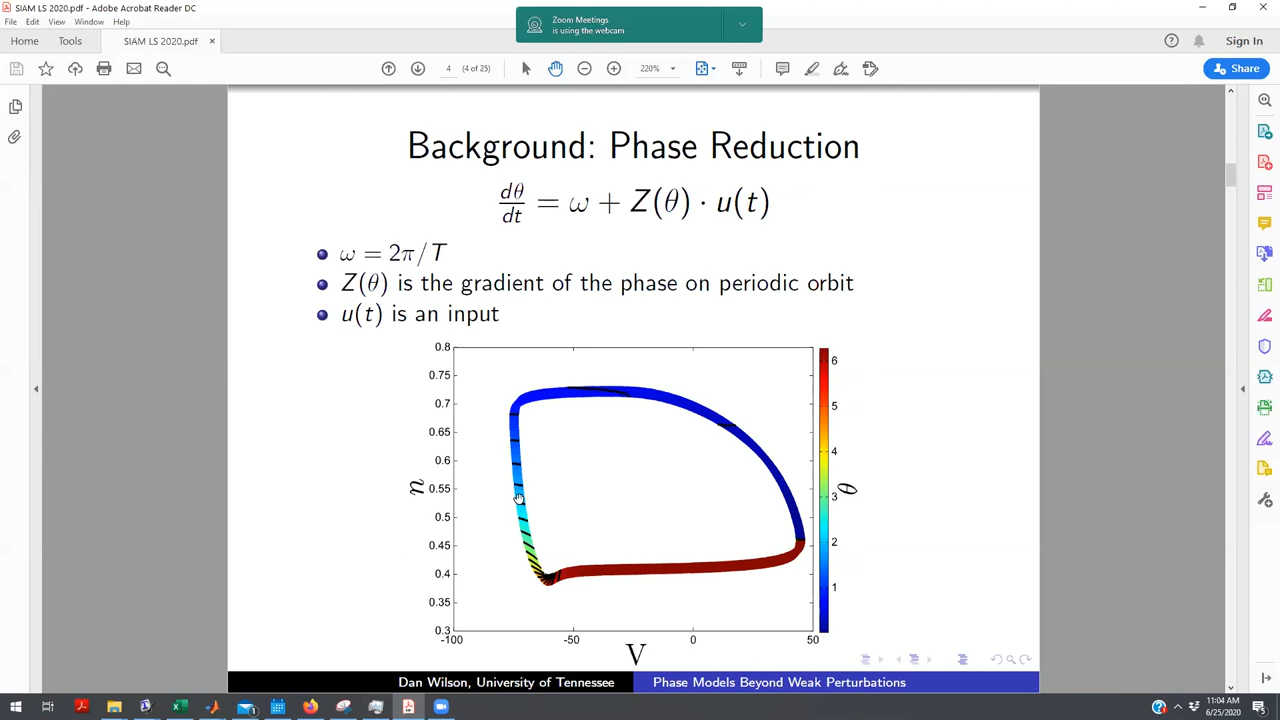 SIAM LS 2020.pdf - Adobe Acrobat Reader DC
Zoom Meetings
is using the webcam
File Edit View Window Help
Home Tools SIAM LS 2020.pdf × Sign In
4 (4 of 25) 220% Share
Background: Phase Reduction
dθ/dt = ω + Z(θ) · u(t)
ω = 2π/T
Z(θ) is the gradient of the phase on periodic orbit
u(t) is an input
0.8
0.75
0.7
0.65
0.6
0.55
0.5
0.45
0.4
0.35
0.3
n
-100 -50 0 50
V
6
5
4
3
2
1
θ
Dan Wilson, University of Tennessee Phase Models Beyond Weak Perturbations
11:04 AM
6/25/2020